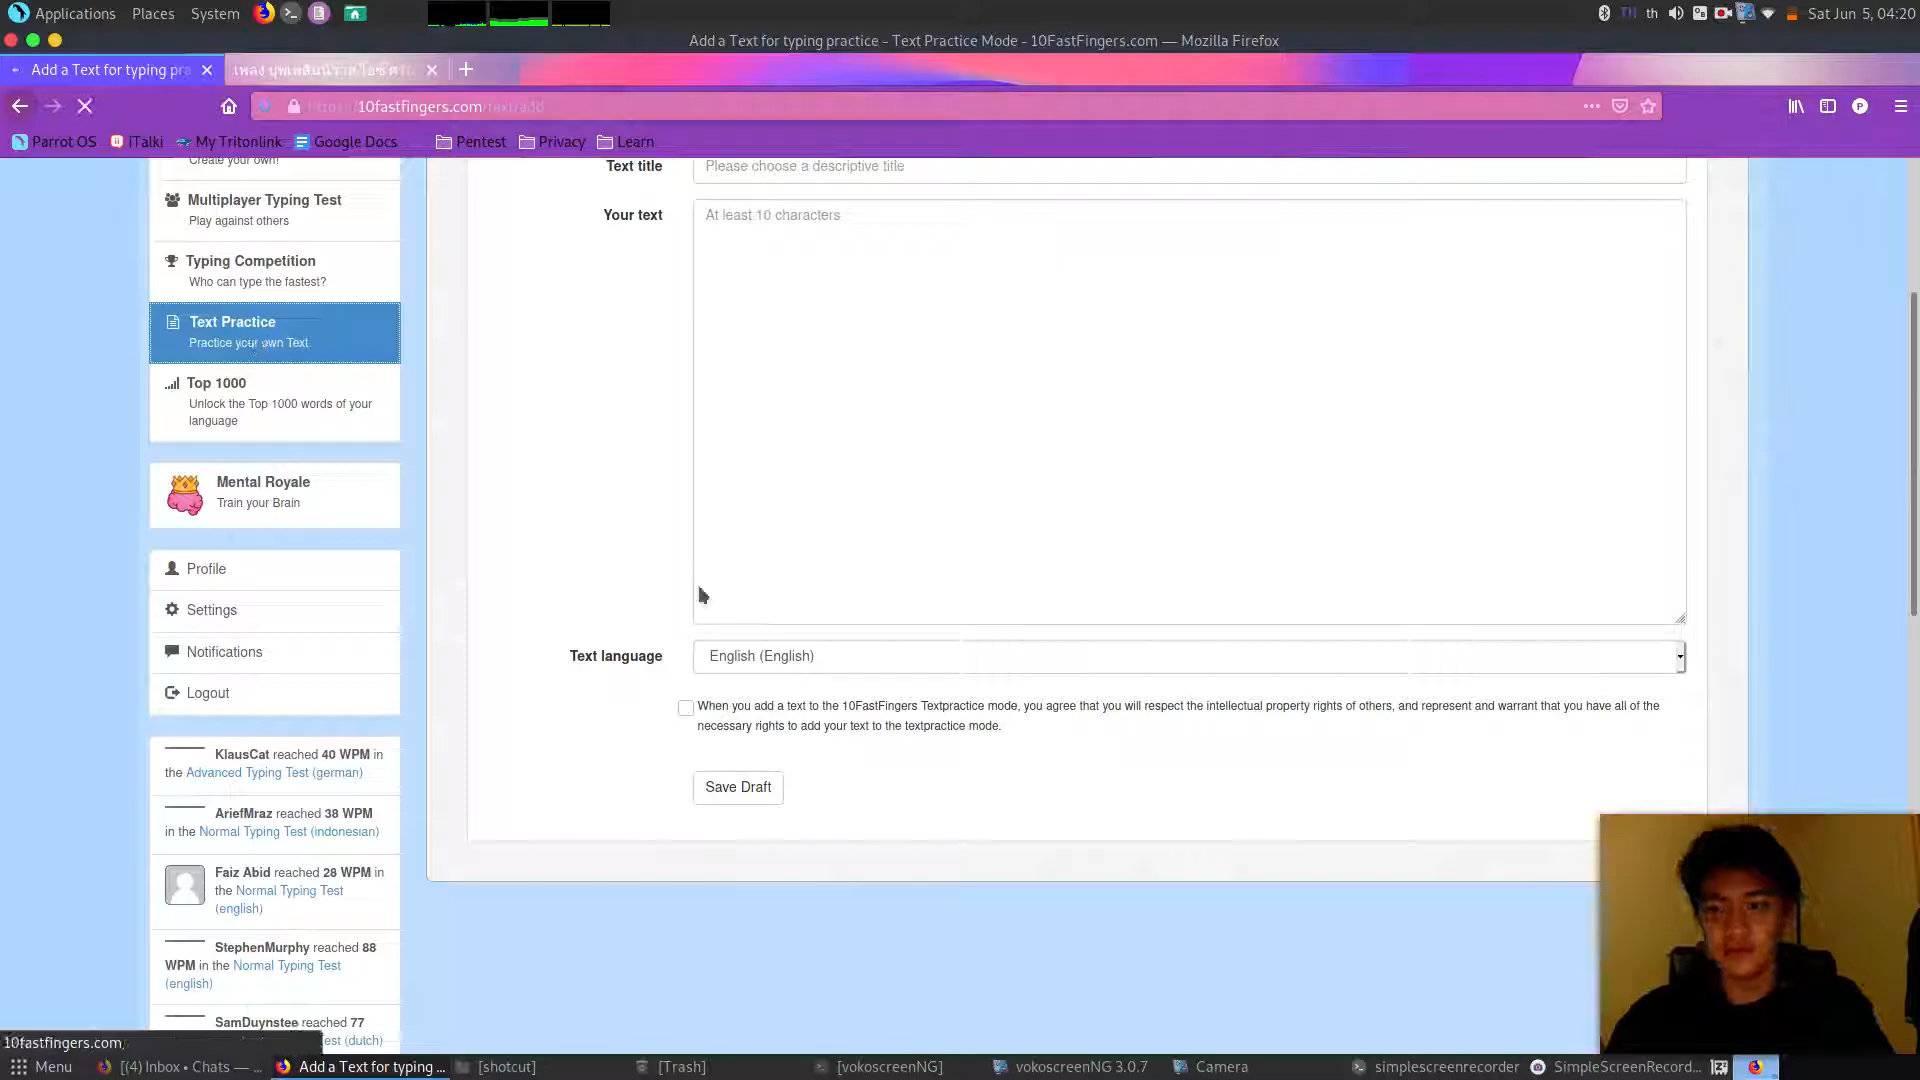 Applications Places System
TH th Sat Jun 5, 04:20
Add a Text for typing practice - Text Practice Mode - 10FastFingers.com — Mozilla Firefox
Add a Text for typing pra
10fastfingers.com/text/add
Parrot OS iTalki My Tritonlink Google Docs Pentest Privacy Learn
Create your own!
Multiplayer Typing Test
Play against others
Typing Competition
Who can type the fastest?
Text Practice
Practice your own Text
Top 1000
Unlock the Top 1000 words of your
language
Mental Royale
Train your Brain
Profile
Settings
Notifications
Logout
KlausCat reached 40 WPM in
the Advanced Typing Test (german)
AriefMraz reached 38 WPM
in the Normal Typing Test (indonesian)
Faiz Abid reached 28 WPM in
the Normal Typing Test
(english)
StephenMurphy reached 88
WPM in the Normal Typing Test
(english)
SamDuynstee reached 77
est (dutch)
Text title
Please choose a descriptive title
Your text
At least 10 characters
Text language
English (English)
When you add a text to the 10FastFingers Textpractice mode, you agree that you will respect the intellectual property rights of others, and represent and warrant that you have all of the
necessary rights to add your text to the textpractice mode.
Save Draft
10fastfingers.com
Menu [(4) Inbox • Chats — ... Add a Text for typing ... [shotcut] [Trash] [vokoscreenNG] vokoscreenNG 3.0.7 Camera simplescreenrecorder SimpleScreenRecord...